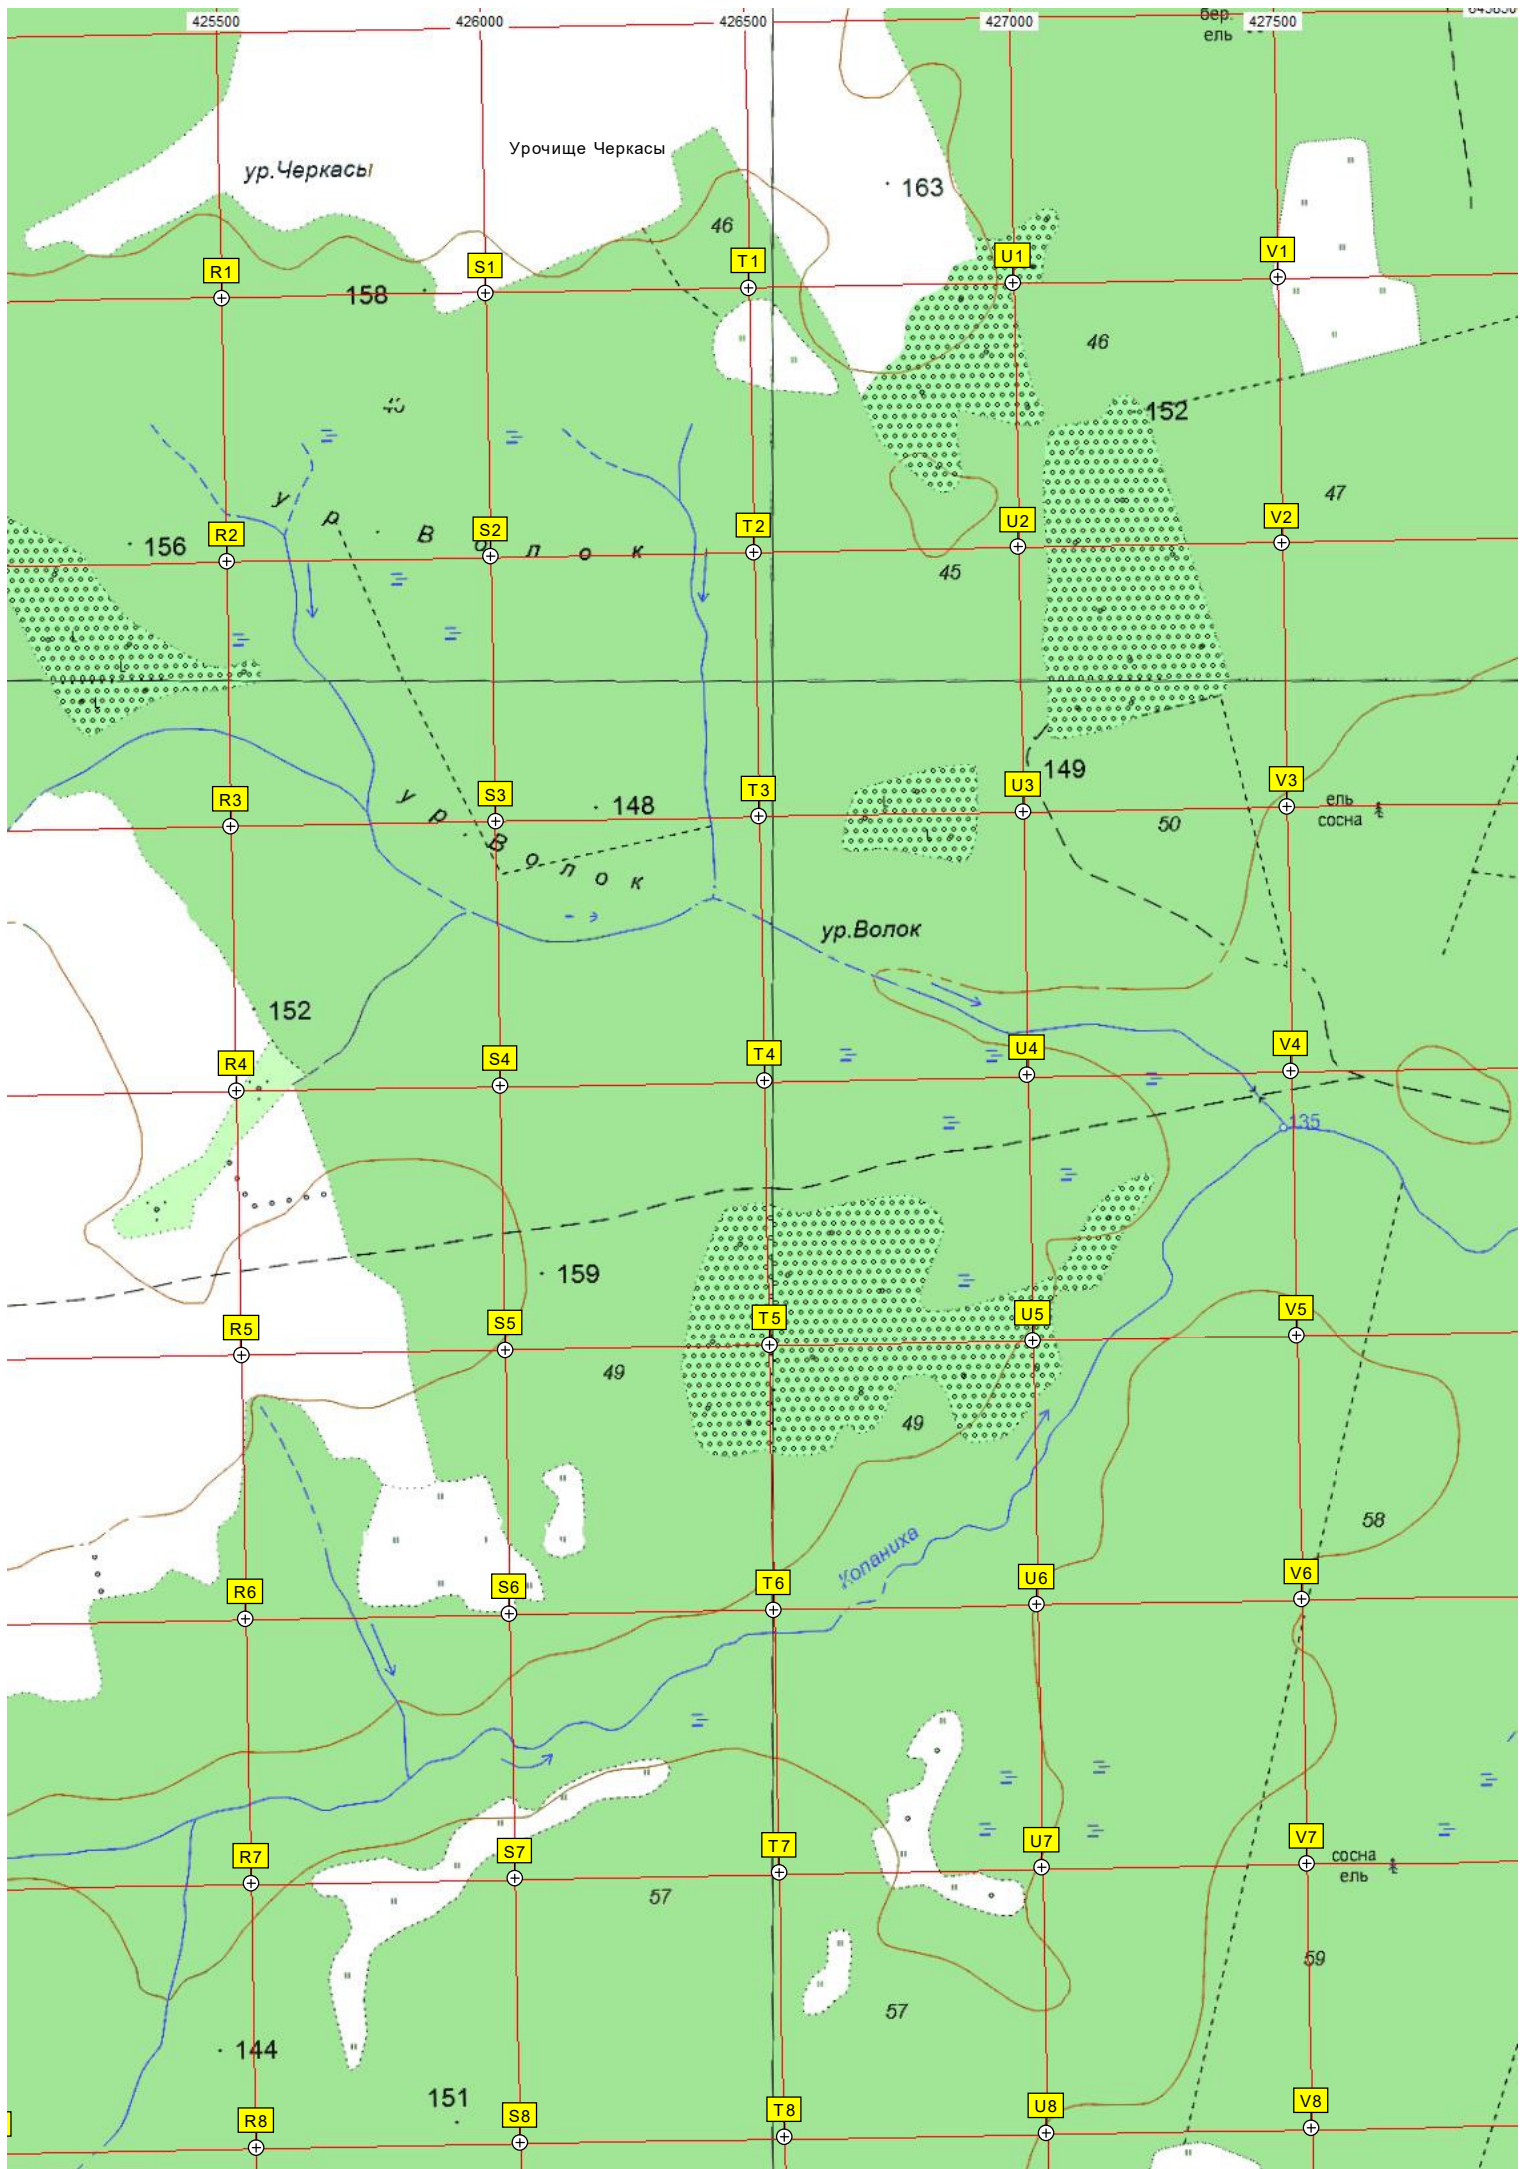 425500 426000 426500 427000 427500
бер.
ель
Урочище Черкасы
ур.Черкасы
163
46
R1 S1 T1 U1 V1
158
46
152
47
ур. Волок
156
R2 S2 T2 U2 V2
45
149
R3 S3 T3 U3 V3
148
ель
сосна
50
ур. Волок
ур.Волок
152
R4 S4 T4 U4 V4
135
159
R5 S5 T5 U5 V5
49
49
58
Копаниха
R6 S6 T6 U6 V6
R7 S7 T7 U7 V7
сосна
ель
57
59
57
144
151
R8 S8 T8 U8 V8